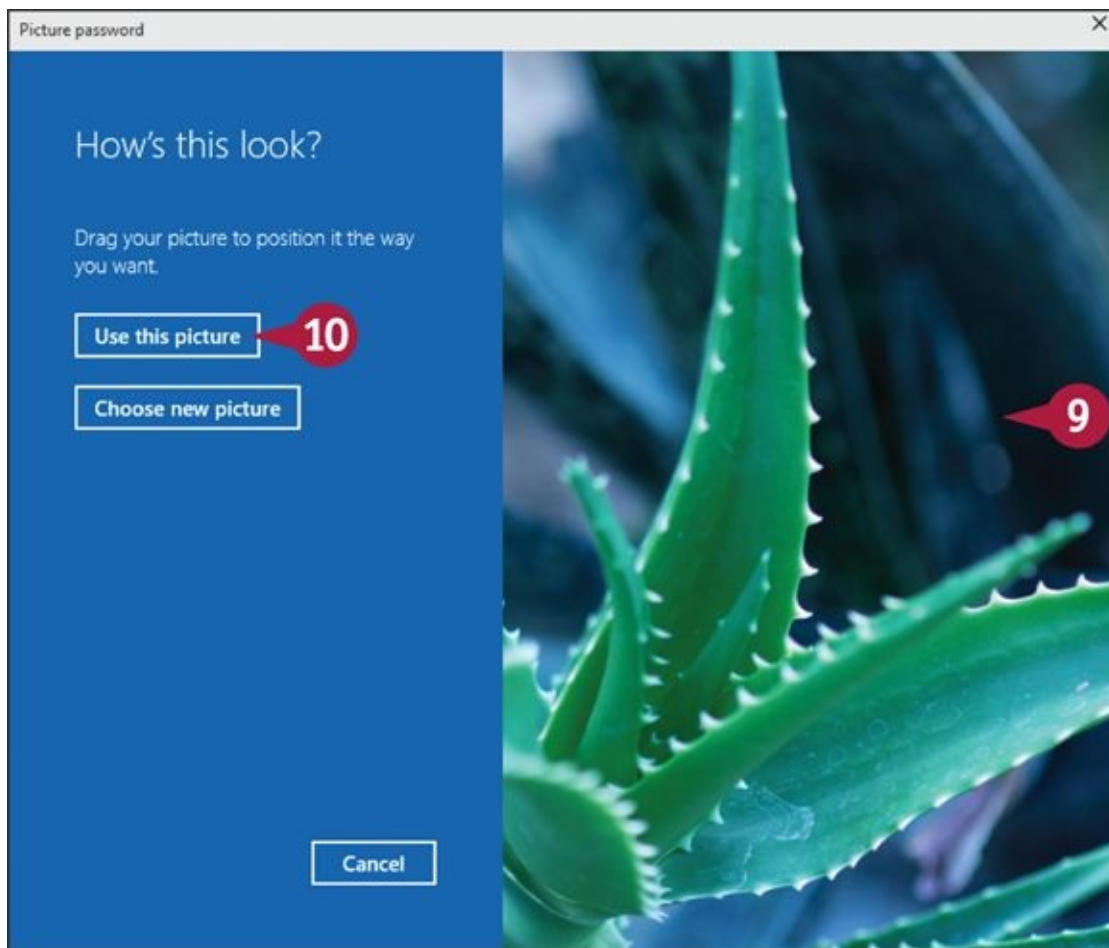 Picture password
How's this look?
Drag your picture to position it the way
you want.
Use this picture
10
Choose new picture
9
Cancel